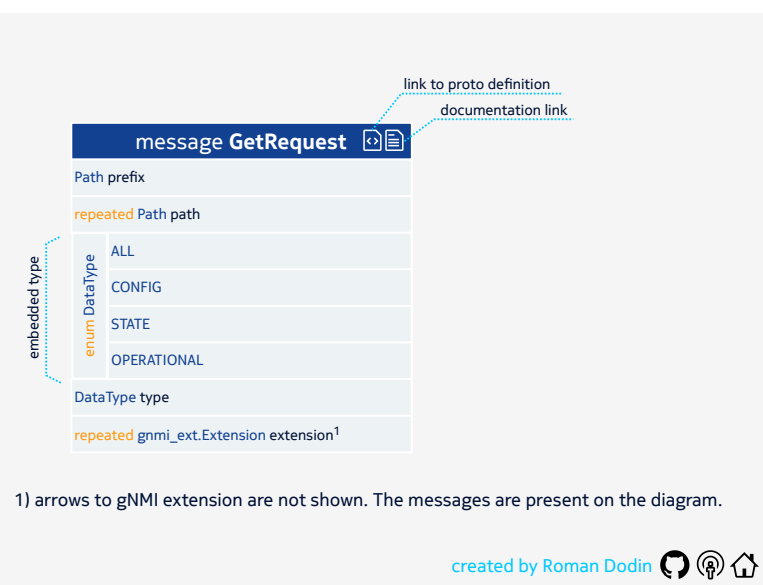 link to proto definition
documentation link
message GetRequest
Path prefix
repeated Path path
embedded type
enum DataType
ALL
CONFIG
STATE
OPERATIONAL
DataType type
repeated gnmi_ext.Extension extension1
1) arrows to gNMI extension are not shown. The messages are present on the diagram.
created by Roman Dodin